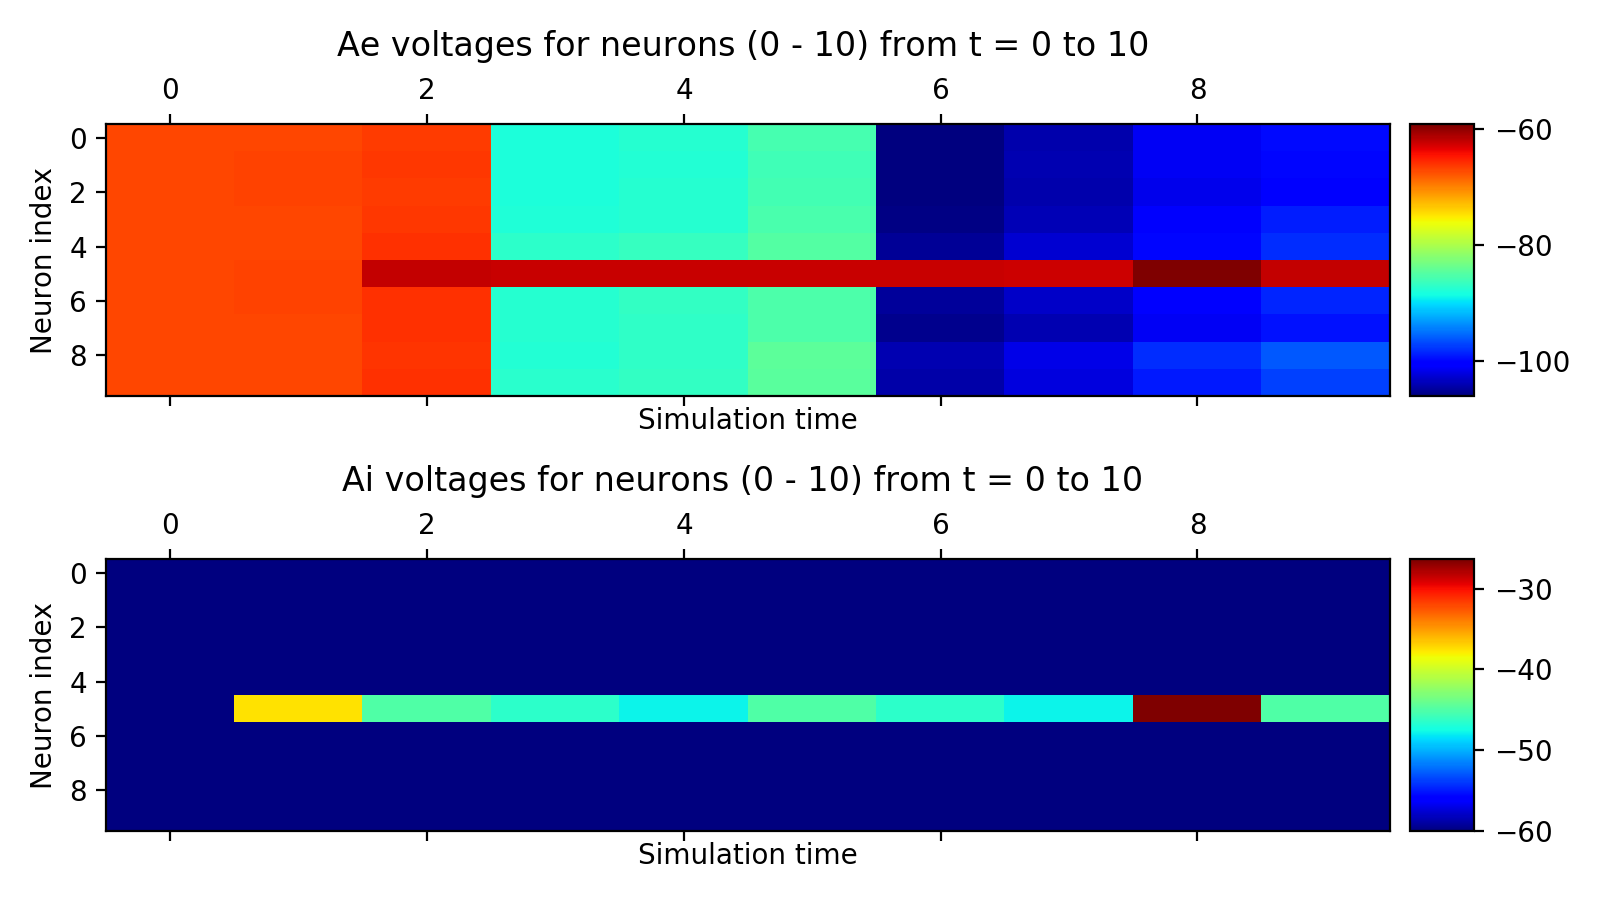 Ae voltages for neurons (0 - 10) from t = 0 to 10
0 2 4 6 8
Neuron index
0
2
4
6
8
−60
−80
−100
Simulation time
Ai voltages for neurons (0 - 10) from t = 0 to 10
0 2 4 6 8
Neuron index
0
2
4
6
8
−30
−40
−50
−60
Simulation time